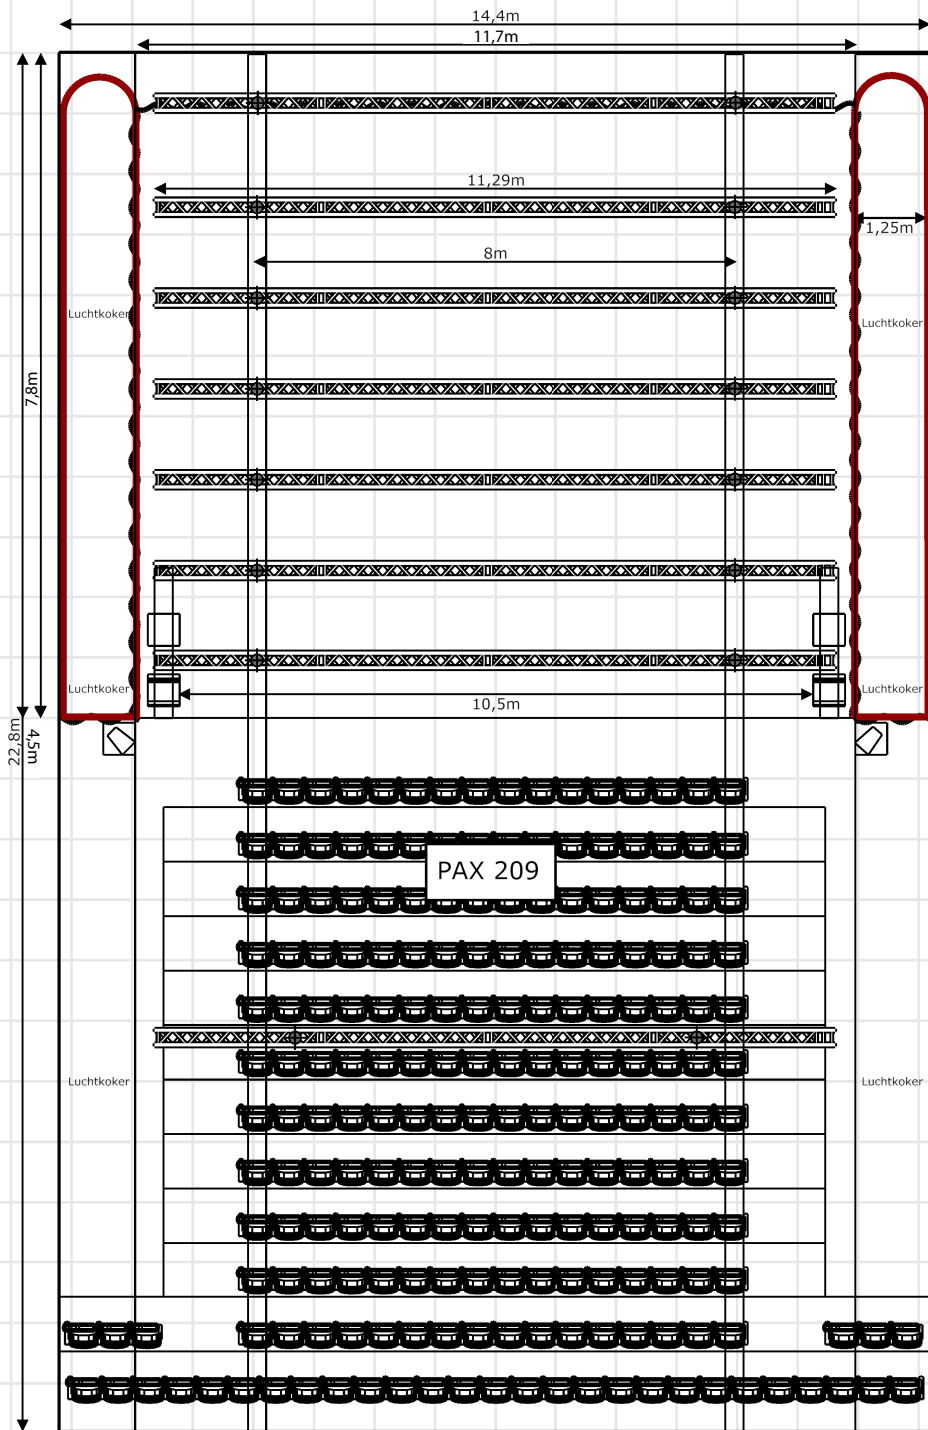 14,4m
11,7m
11,29m
1,25m
8m
Luchtkoker
Luchtkoker
7,8m
Luchtkoker
Luchtkoker
10,5m
22,8m
4,5m
PAX 209
Luchtkoker
Luchtkoker